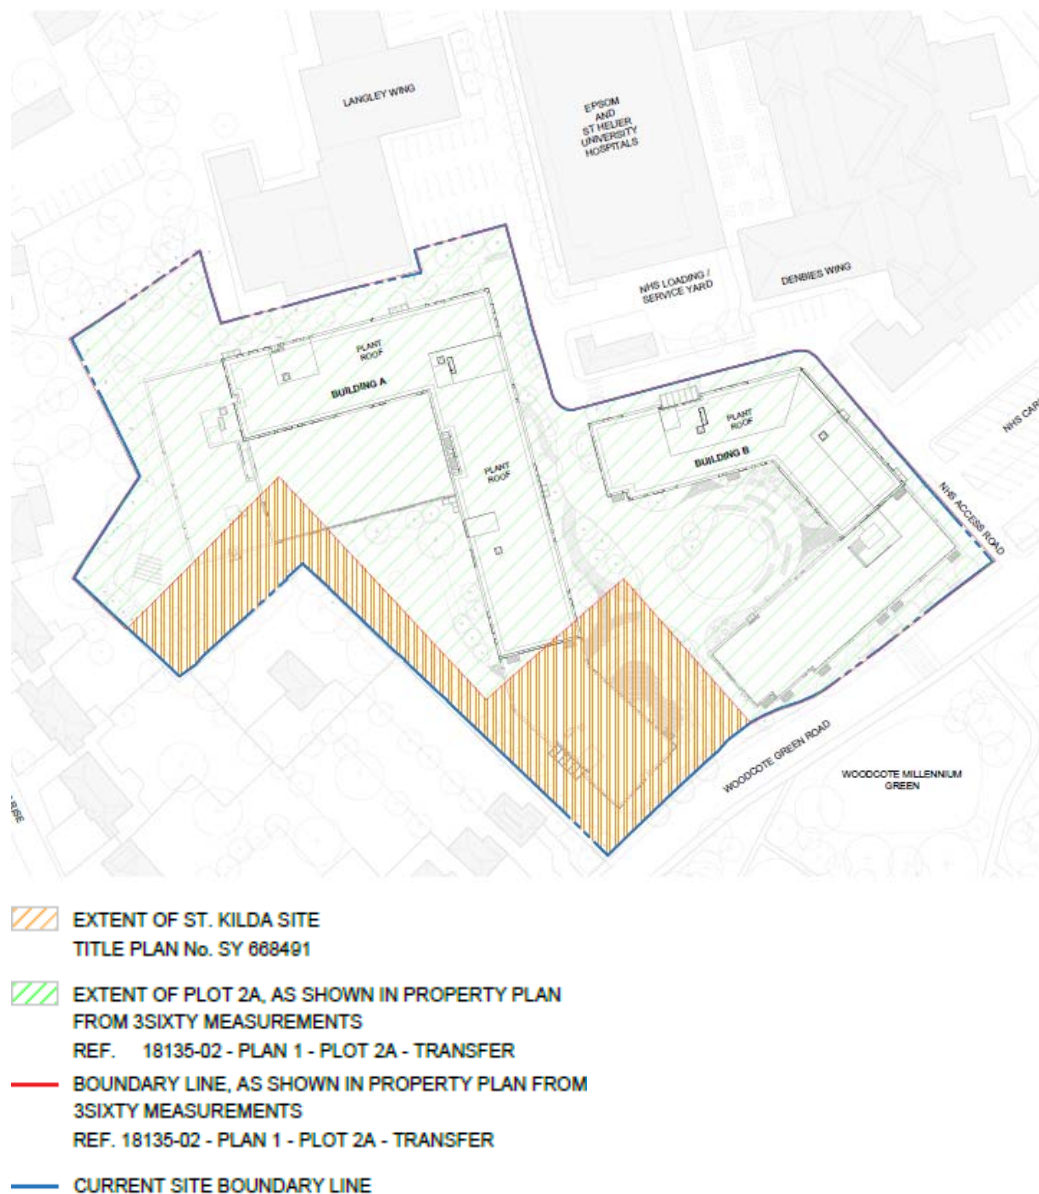 LANGLEY WING
EPSOM
AND
ST HELIER
UNIVERSITY
HOSPITALS
NHS LOADING /
SERVICE YARD
DENBIES WING
PLANT
ROOF
BUILDING A
PLANT
ROOF
PLANT
ROOF
BUILDING B
NHS CAR
NHS ACCESS ROAD
WOODCOTE GREEN ROAD
WOODCOTE MILLENNIUM
GREEN
EXTENT OF ST. KILDA SITE
TITLE PLAN No. SY 668491
EXTENT OF PLOT 2A, AS SHOWN IN PROPERTY PLAN
FROM 3SIXTY MEASUREMENTS
REF. 18135-02 - PLAN 1 - PLOT 2A - TRANSFER
BOUNDARY LINE, AS SHOWN IN PROPERTY PLAN FROM
3SIXTY MEASUREMENTS
REF. 18135-02 - PLAN 1 - PLOT 2A - TRANSFER
CURRENT SITE BOUNDARY LINE